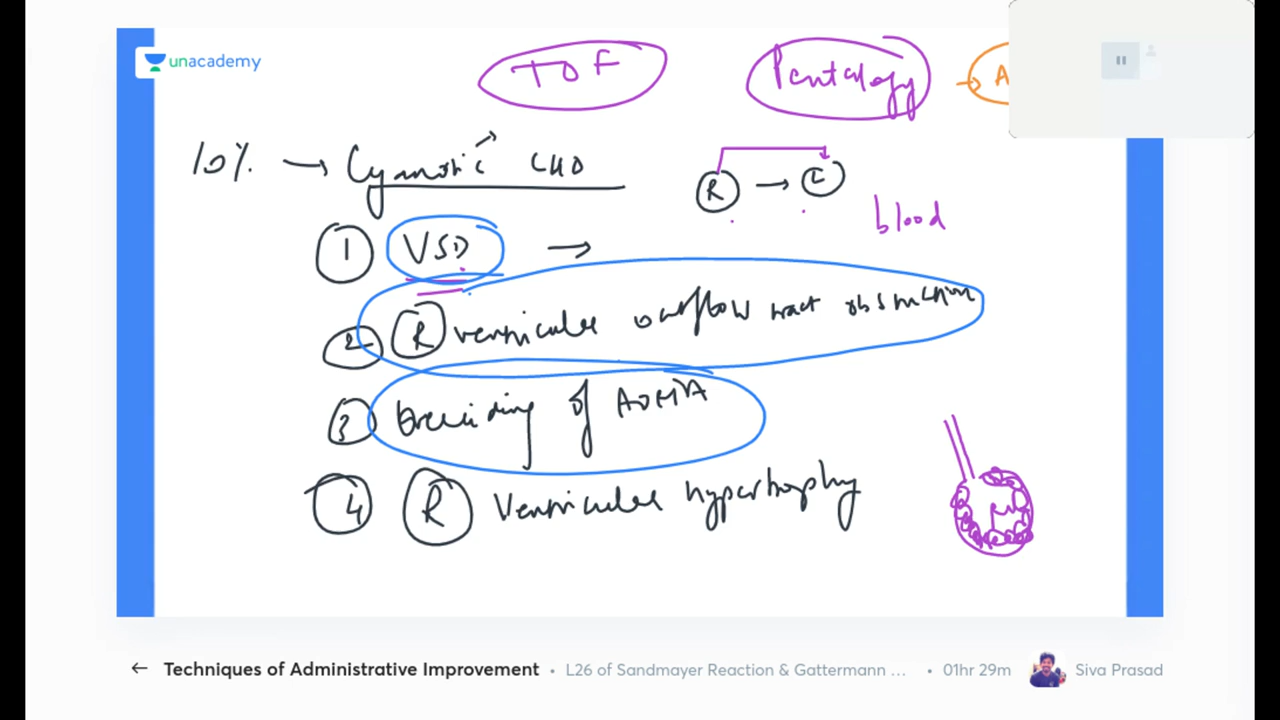 unacademy
TOF Pentalogy → A
10% → Cyanotic CHD
R → L
blood
1 VSD →
2 R ventricular outflow tract obstruction
3 of AORTA
4 R Ventricular hypertrophy
← Techniques of Administrative Improvement • L26 of Sandmayer Reaction & Gattermann ... • 01hr 29m Siva Prasad